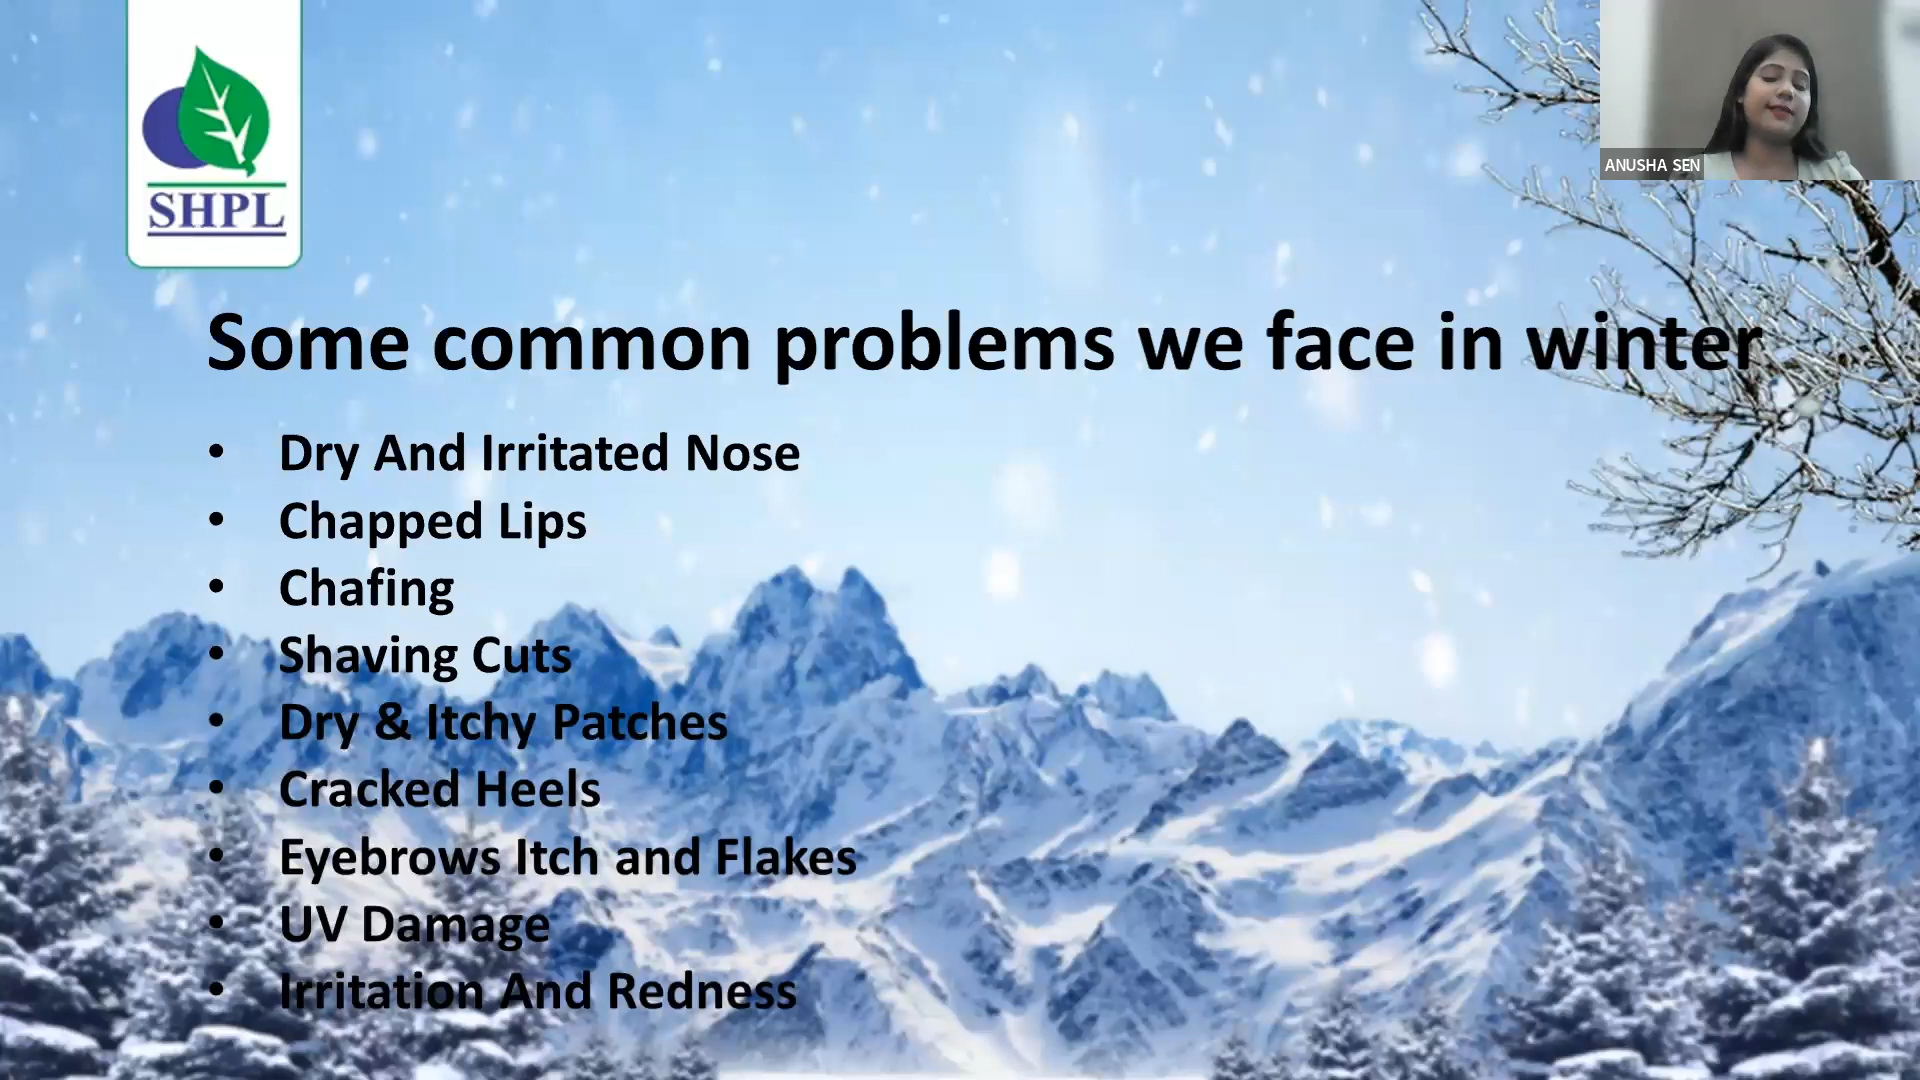 SHPL
ANUSHA SEN
Some common problems we face in winter
• Dry And Irritated Nose
• Chapped Lips
• Chafing
• Shaving Cuts
• Dry & Itchy Patches
• Cracked Heels
• Eyebrows Itch and Flakes
• UV Damage
• Irritation And Redness